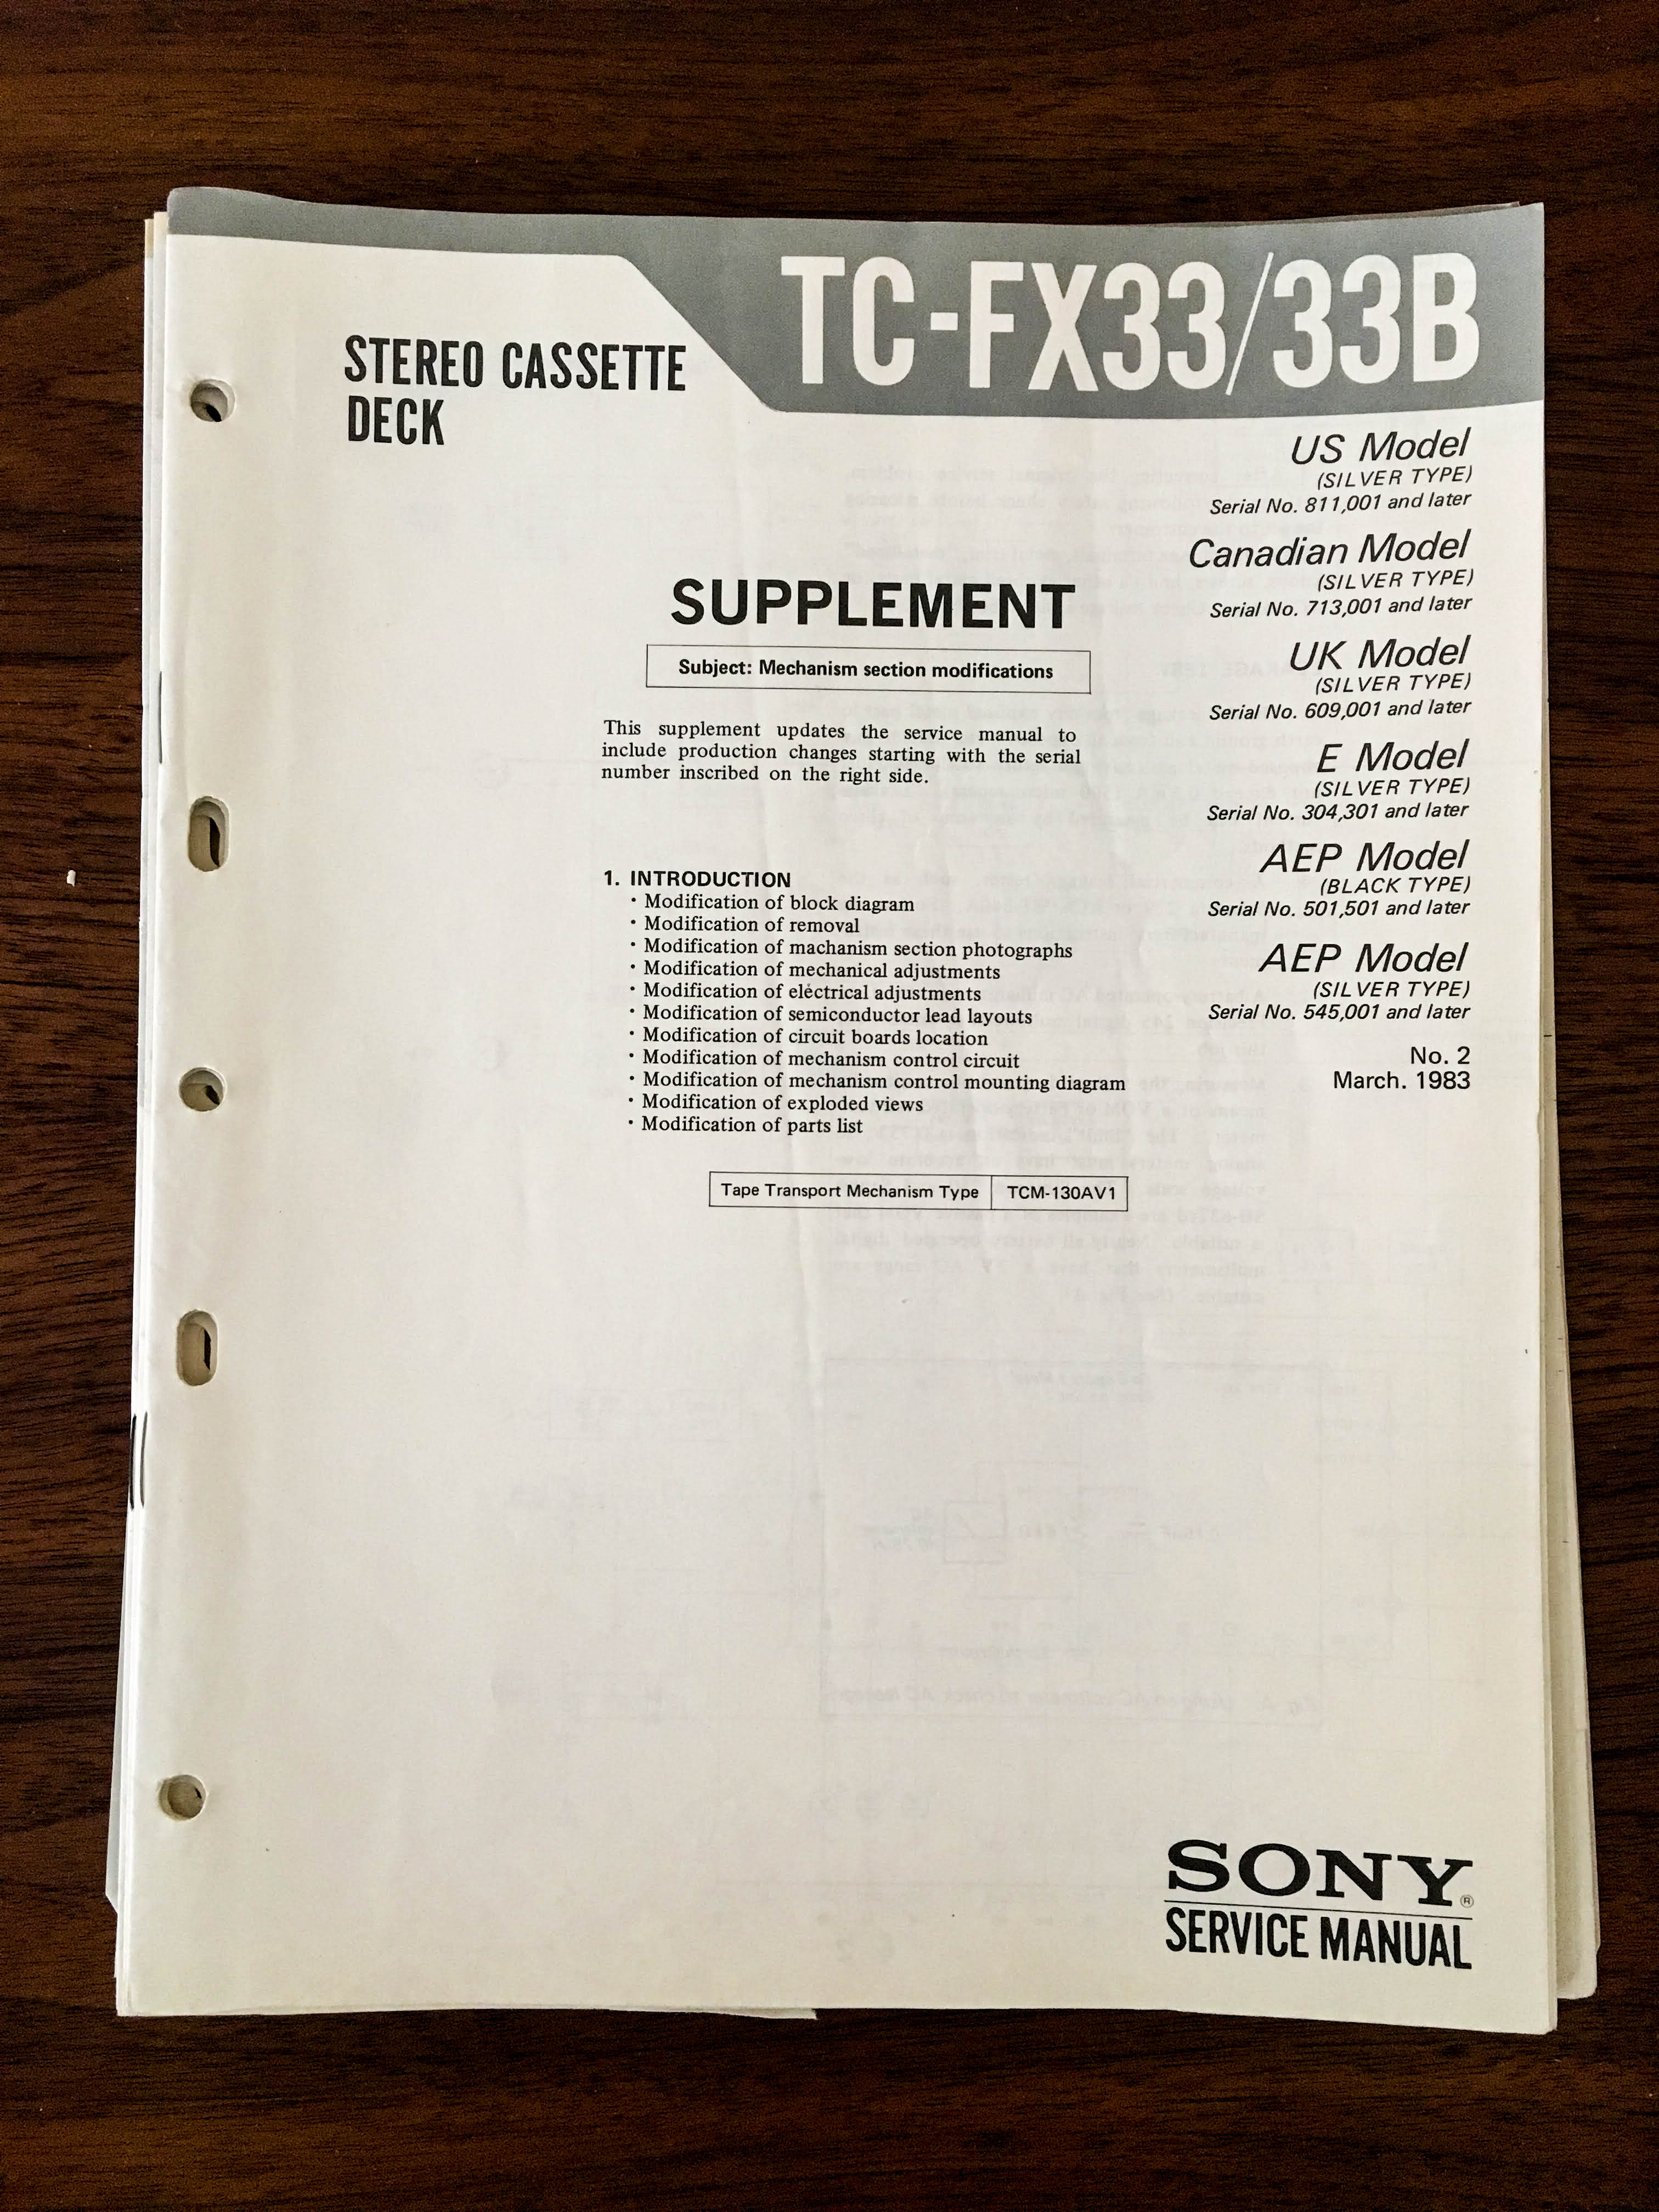 TC-FX33/33B
STEREO CASSETTE
DECK
US Model
(SILVER TYPE)
Serial No. 811,001 and later
Canadian Model
(SILVER TYPE)
Serial No. 713,001 and later
UK Model
(SILVER TYPE)
Serial No. 609,001 and later
E Model
(SILVER TYPE)
Serial No. 304,301 and later
AEP Model
(BLACK TYPE)
Serial No. 501,501 and later
AEP Model
(SILVER TYPE)
Serial No. 545,001 and later
No. 2
March. 1983
SUPPLEMENT
Subject: Mechanism section modifications
This supplement updates the service manual to
include production changes starting with the serial
number inscribed on the right side.
1. INTRODUCTION
· Modification of block diagram
· Modification of removal
· Modification of machanism section photographs
· Modification of mechanical adjustments
· Modification of electrical adjustments
· Modification of semiconductor lead layouts
· Modification of circuit boards location
· Modification of mechanism control circuit
· Modification of mechanism control mounting diagram
· Modification of exploded views
· Modification of parts list
Tape Transport Mechanism Type TCM-130AV1
SONY®
SERVICE MANUAL